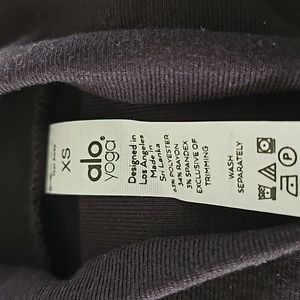 XS
alo
yoga
Designed in
Los Angeles
Made in
Sri Lanka
63% POLYESTER
34% RAYON
3% SPANDEX
EXCLUSIVE OF
TRIMMING
WASH
SEPARATELY